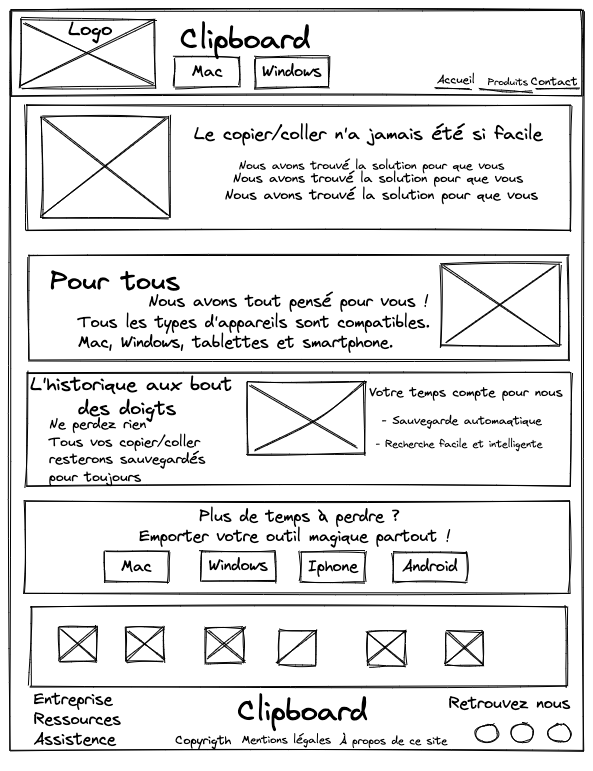 Logo
Clipboard
Mac
Windows
Accueil
Produits
Contact
Le copier/coller n'a jamais été si facile
Nous avons trouvé la solution pour que vous
Nous avons trouvé la solution pour que vous
Nous avons trouvé la solution pour que vous
Pour tous
Nous avons tout pensé pour vous !
Tous les types d'appareils sont compatibles.
Mac, Windows, tablettes et smartphone.
L'historique aux bout
des doigts
Ne perdez rien
Tous vos copier/coller
resterons sauvegardés
pour toujours
Votre temps compte pour nous
- Sauvegarde automaqtique
- Recherche facile et intelligente
Plus de temps à perdre ?
Emporter votre outil magique partout !
Mac
Windows
Iphone
Android
Entreprise
Ressources
Assistence
Clipboard
Copyrigth Mentions légales À propos de ce site
Retrouvez nous